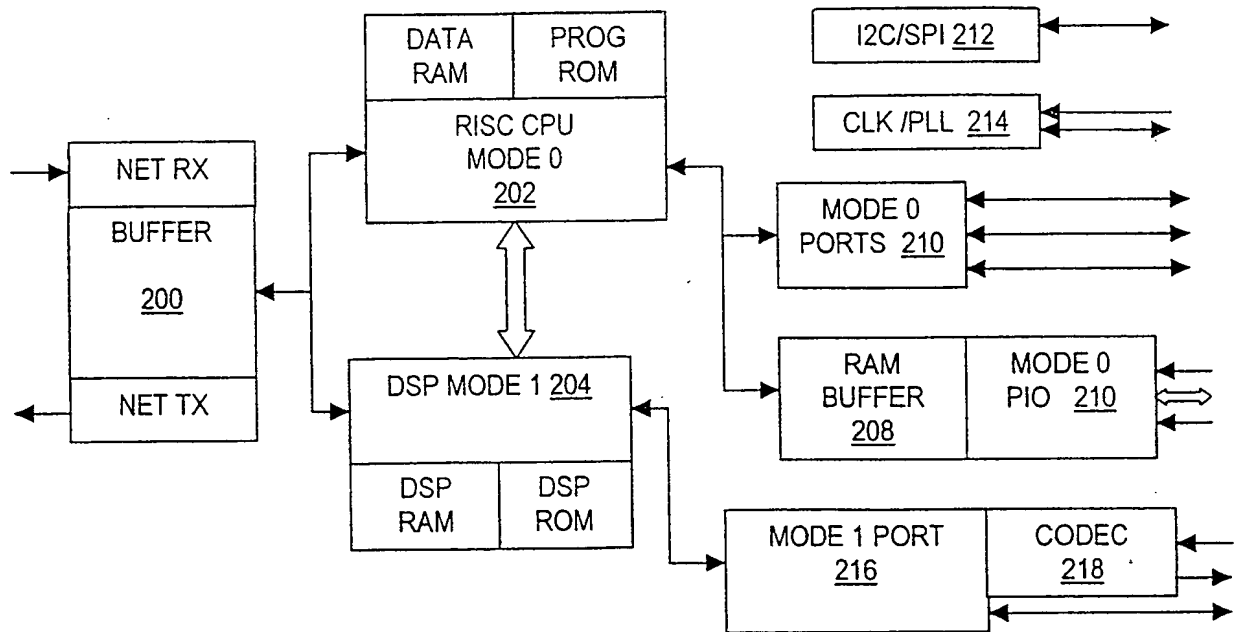 NET RX
BUFFER
200
NET TX
DATA
RAM
PROG
ROM
RISC CPU
MODE 0
202
DSP MODE 1 204
DSP
RAM
DSP
ROM
I2C/SPI 212
CLK /PLL 214
MODE 0
PORTS 210
RAM
BUFFER
208
MODE 0
PIO 210
MODE 1 PORT
216
CODEC
218